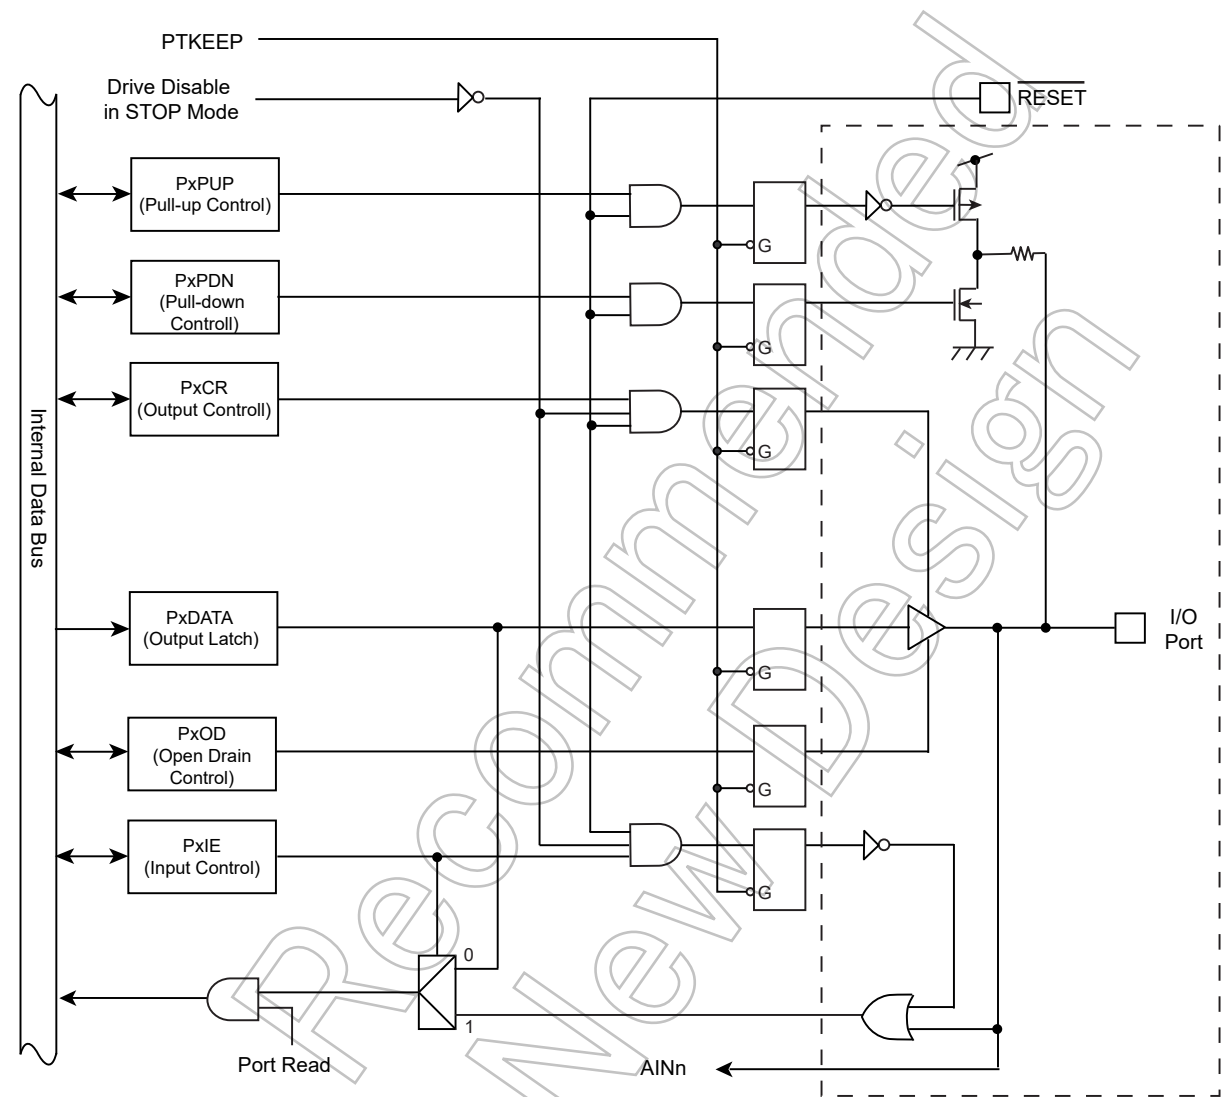 PTKEEP
Drive Disable
in STOP Mode
RESET
PxPUP
(Pull-up Control)
G
PxPDN
(Pull-down
Controll)
G
PxCR
(Output Controll)
G
Internal Data Bus
PxDATA
(Output Latch)
G
I/O
Port
PxOD
(Open Drain
Control)
G
PxIE
(Input Control)
G
0
1
Port Read
AINn
Recommended
New Design